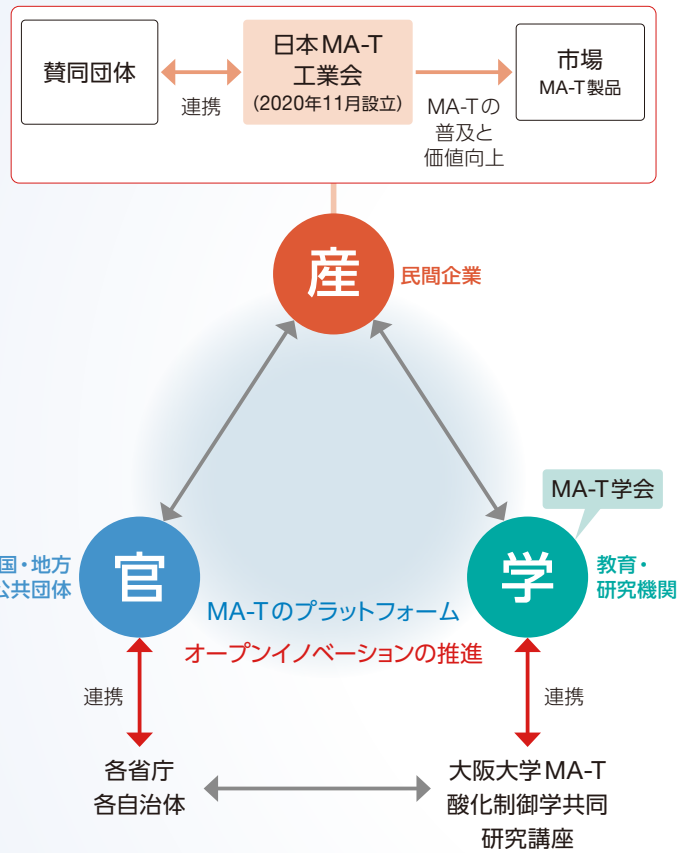 賛同団体
連携
日本MA-T
工業会
(2020年11月設立)
MA-Tの
普及と
価値向上
市場
MA-T製品
産
民間企業
MA-T学会
国・地方
公共団体
官
学
教育・
研究機関
MA-Tのプラットフォーム
オープンイノベーションの推進
連携
連携
各省庁
各自治体
大阪大学MA-T
酸化制御学共同
研究講座